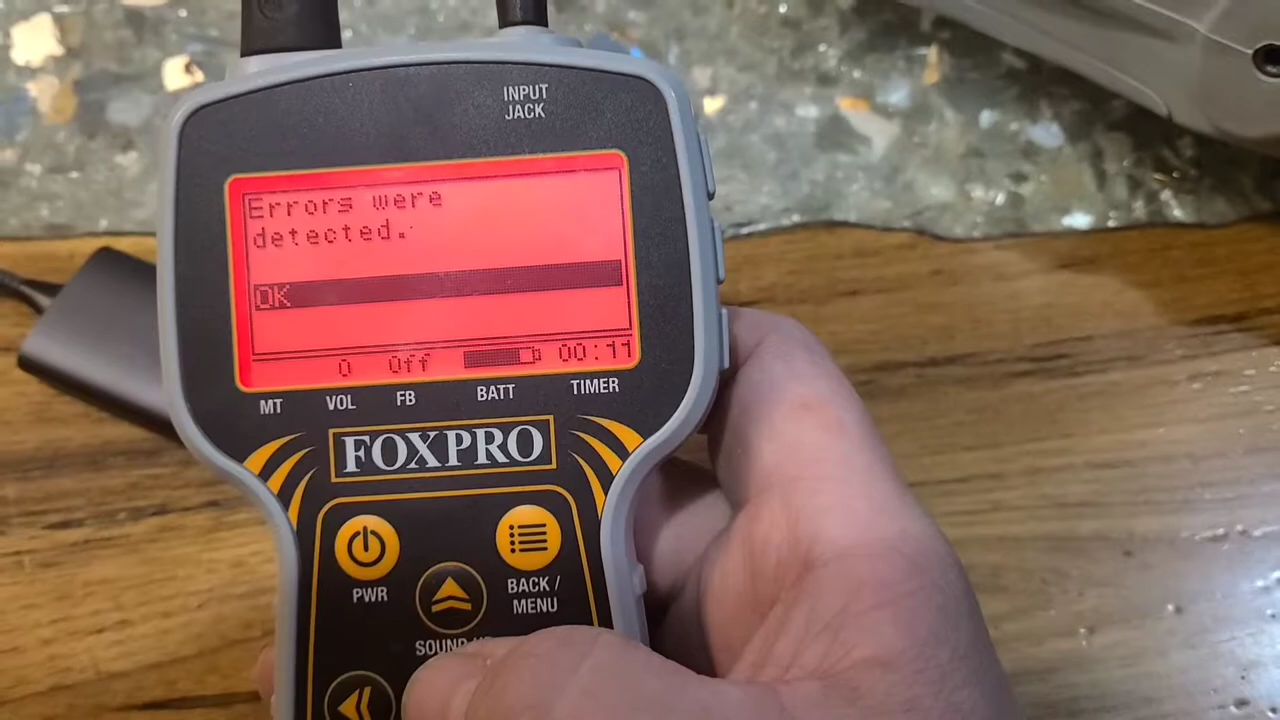 INPUT
JACK
Errors were
detected.
OK
0 Off 00:11
MT VOL FB BATT TIMER
FOXPRO
PWR
BACK /
MENU
SOUND